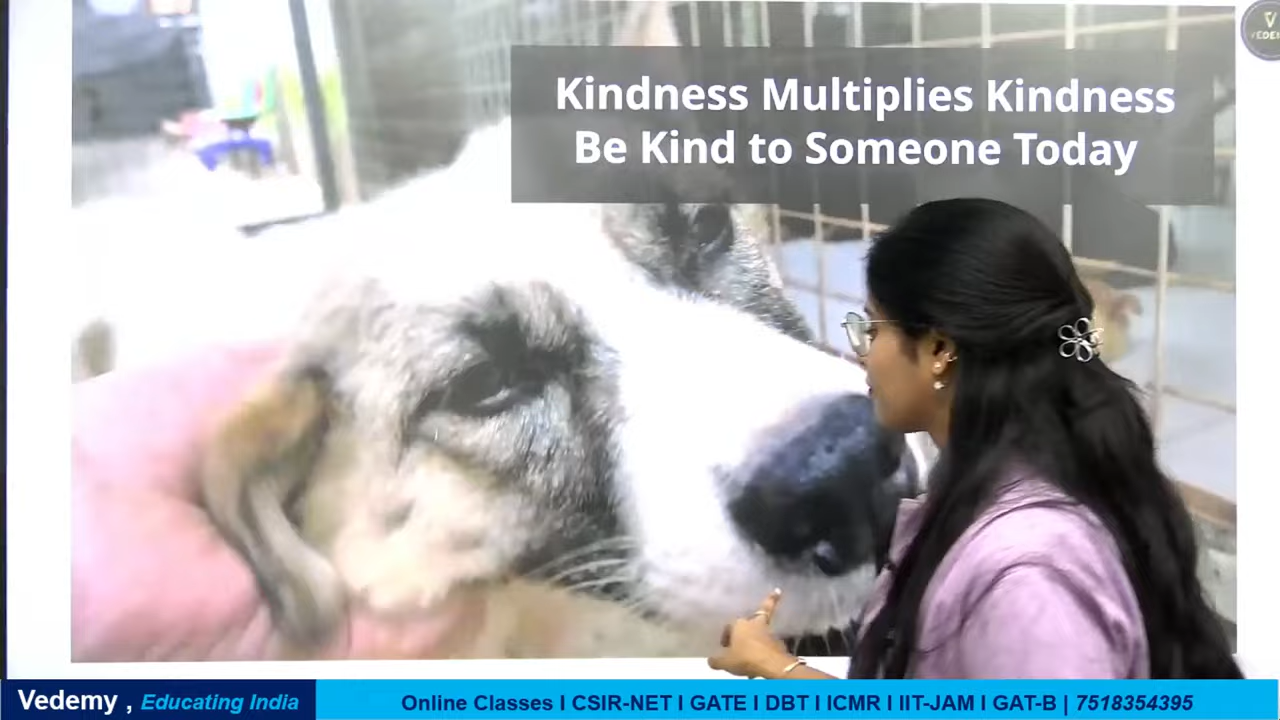 Kindness Multiplies Kindness
Be Kind to Someone Today
Vedemy , Educating India
Online Classes I CSIR-NET I GATE I DBT I ICMR I IIT-JAM I GAT-B | 7518354395